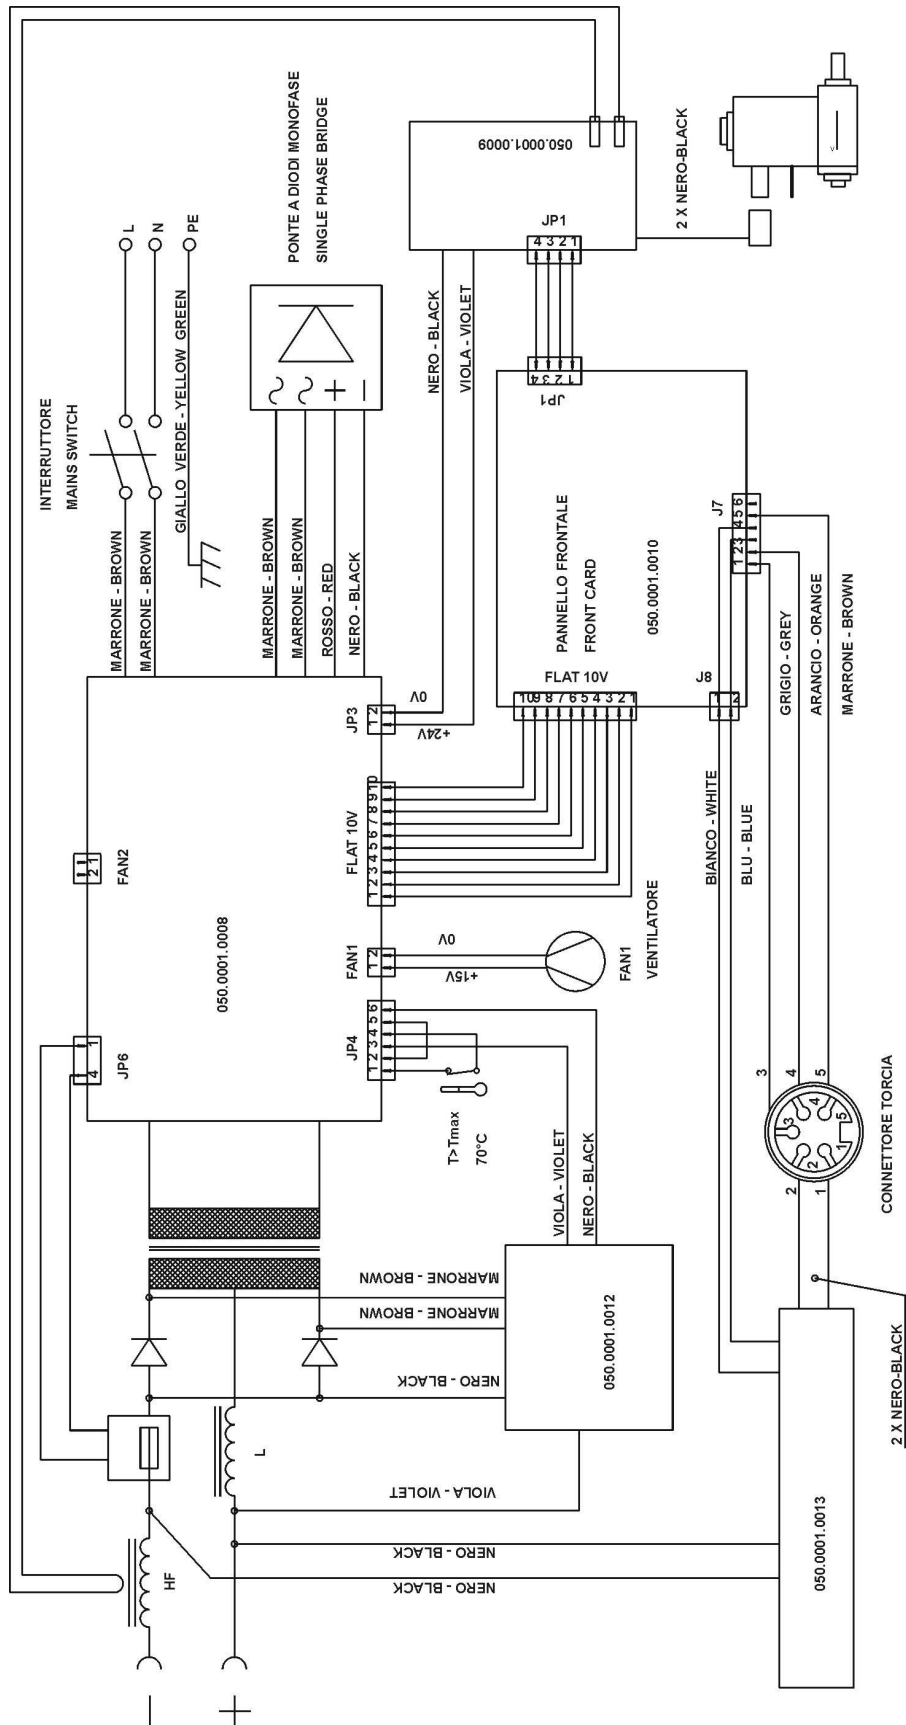 L
N
PE
INTERRUTTORE
MAINS SWITCH
MARRONE - BROWN
MARRONE - BROWN
GIALLO VERDE - YELLOW GREEN
PONTE A DIODI MONOFASE
SINGLE PHASE BRIDGE
MARRONE - BROWN
MARRONE - BROWN
ROSSO - RED
NERO - BLACK
050.0001.0009
JP1
4 3 2 1
2 X NERO-BLACK
V
NERO - BLACK
VIOLA - VIOLET
JP1
1 2 3 4
PANNELLO FRONTALE
FRONT CARD
050.0001.0010
FLAT 10V
10 9 8 7 6 5 4 3 2 1
J7
1 2 3 4 5 6
J8
1 2
050.0001.0008
FAN2
2 1
JP6
4 1
JP3
1 2
0V
+24V
FLAT 10V
1 2 3 4 5 6 7 8 9 10
FAN1
1 2
0V
+15V
JP4
1 2 3 4 5 6
FAN1
VENTILATORE
T>Tmax
70°C
VIOLA - VIOLET
NERO - BLACK
BIANCO - WHITE
BLU - BLUE
GRIGIO - GREY
ARANCIO - ORANGE
MARRONE - BROWN
MARRONE - BROWN
MARRONE - BROWN
NERO - BLACK
VIOLA - VIOLET
050.0001.0012
L
HF
NERO - BLACK
NERO - BLACK
050.0001.0013
3
4
5
2
1
1 2 3 4 5
CONNETTORE TORCIA
2 X NERO-BLACK